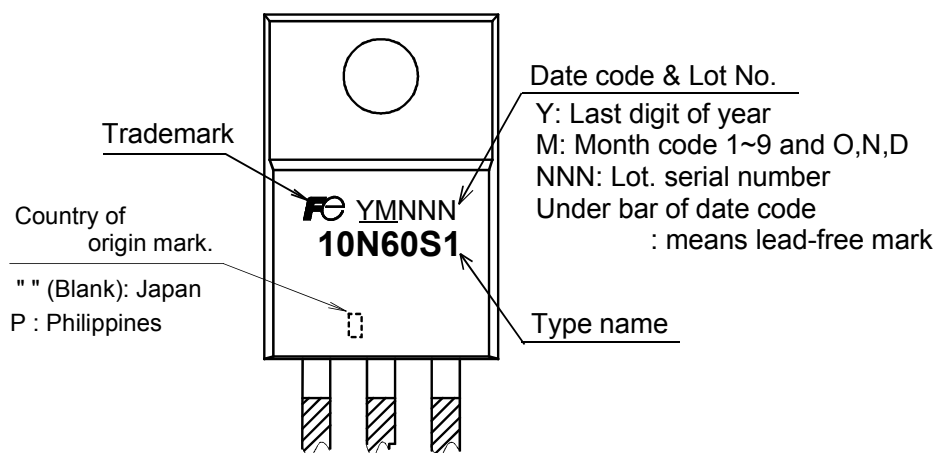 Date code & Lot No.
Y: Last digit of year
M: Month code 1~9 and O,N,D
NNN: Lot. serial number
Under bar of date code
: means lead-free mark
Trademark
Fe YMNNN
10N60S1
Country of
origin mark.
" " (Blank): Japan
P : Philippines
Type name